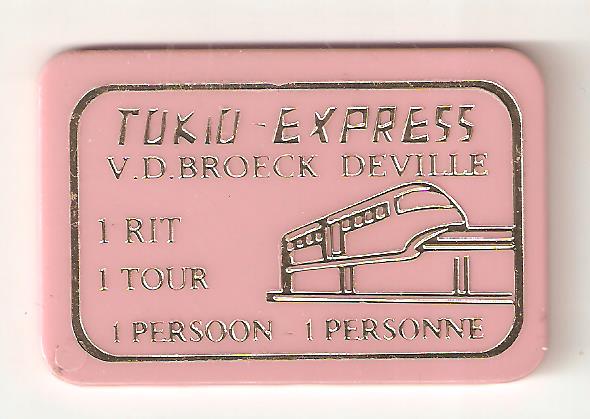 TOKIO - EXPRESS
V.D.BROECK DEVILLE
1 RIT
1 TOUR
1 PERSOON - 1 PERSONNE